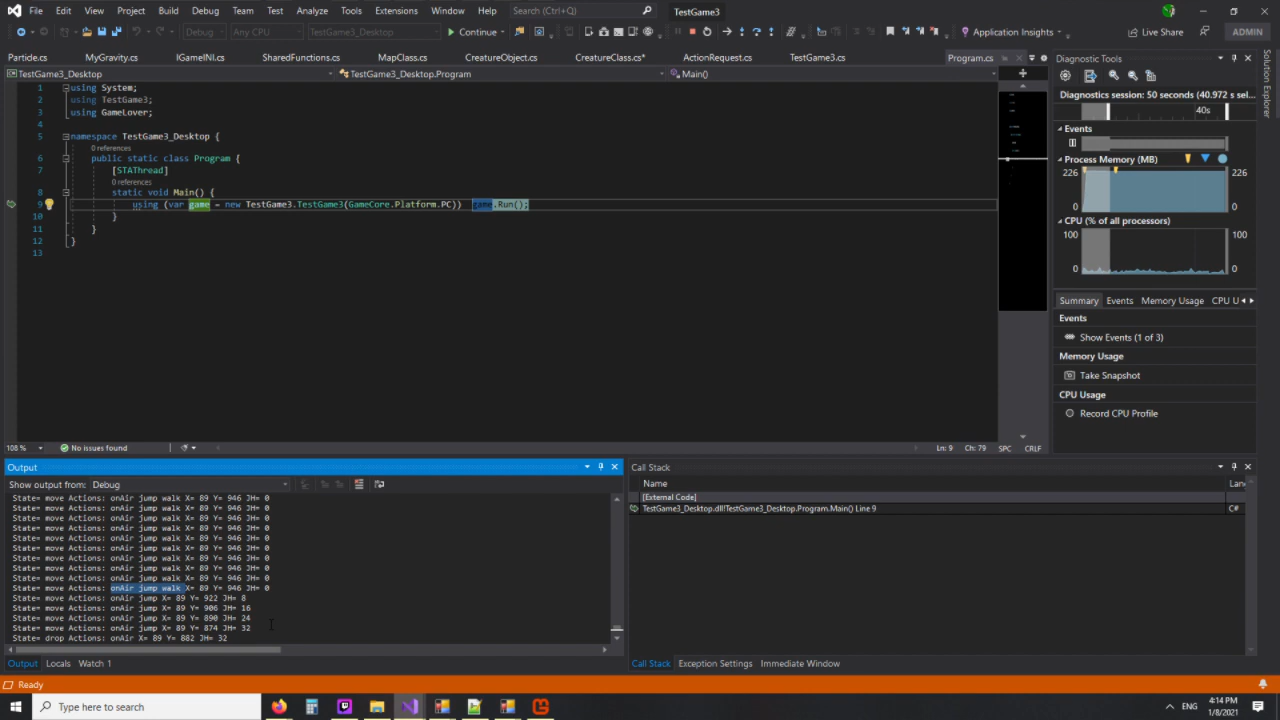 File Edit View Project Build Debug Team Test Analyze Tools Extensions Window Help Search (Ctrl+Q) TestGame3
Debug Any CPU TestGame3_Desktop Continue Application Insights Live Share ADMIN
Particle.cs MyGravity.cs IGameINI.cs SharedFunctions.cs MapClass.cs CreatureObject.cs CreatureClass.cs* ActionRequest.cs TestGame3.cs Program.cs
TestGame3_Desktop TestGame3_Desktop.Program Main()
1 using System;
2 using TestGame3;
3 using GameLover;
5 namespace TestGame3_Desktop {
0 references
6 public static class Program {
7 [STAThread]
0 references
8 static void Main() {
9 using (var game = new TestGame3.TestGame3(GameCore.Platform.PC)) game.Run();
10 }
11 }
12 }
13
108 % No issues found Ln: 9 Ch: 79 SPC CRLF
Diagnostic Tools
Diagnostics session: 50 seconds (40.972 s sel...
40s
Events
Process Memory (MB)
226 226
0 0
CPU (% of all processors)
100 100
0 0
Summary Events Memory Usage CPU U
Events
Show Events (1 of 3)
Memory Usage
Take Snapshot
CPU Usage
Record CPU Profile
Solution Explorer
Output
Show output from: Debug
State= move Actions: onAir jump walk X= 89 Y= 946 JH= 0
State= move Actions: onAir jump walk X= 89 Y= 946 JH= 0
State= move Actions: onAir jump walk X= 89 Y= 946 JH= 0
State= move Actions: onAir jump walk X= 89 Y= 946 JH= 0
State= move Actions: onAir jump walk X= 89 Y= 946 JH= 0
State= move Actions: onAir jump walk X= 89 Y= 946 JH= 0
State= move Actions: onAir jump walk X= 89 Y= 946 JH= 0
State= move Actions: onAir jump walk X= 89 Y= 946 JH= 0
State= move Actions: onAir jump walk X= 89 Y= 946 JH= 0
State= move Actions: onAir jump walk X= 89 Y= 946 JH= 0
State= move Actions: onAir jump X= 89 Y= 922 JH= 8
State= move Actions: onAir jump X= 89 Y= 906 JH= 16
State= move Actions: onAir jump X= 89 Y= 890 JH= 24
State= move Actions: onAir jump X= 89 Y= 874 JH= 32
State= drop Actions: onAir X= 89 Y= 882 JH= 32
Output Locals Watch 1
Call Stack
Name Lang
[External Code]
TestGame3_Desktop.dll!TestGame3_Desktop.Program.Main() Line 9 C#
Call Stack Exception Settings Immediate Window
Ready
Type here to search
ENG
4:14 PM
1/8/2021